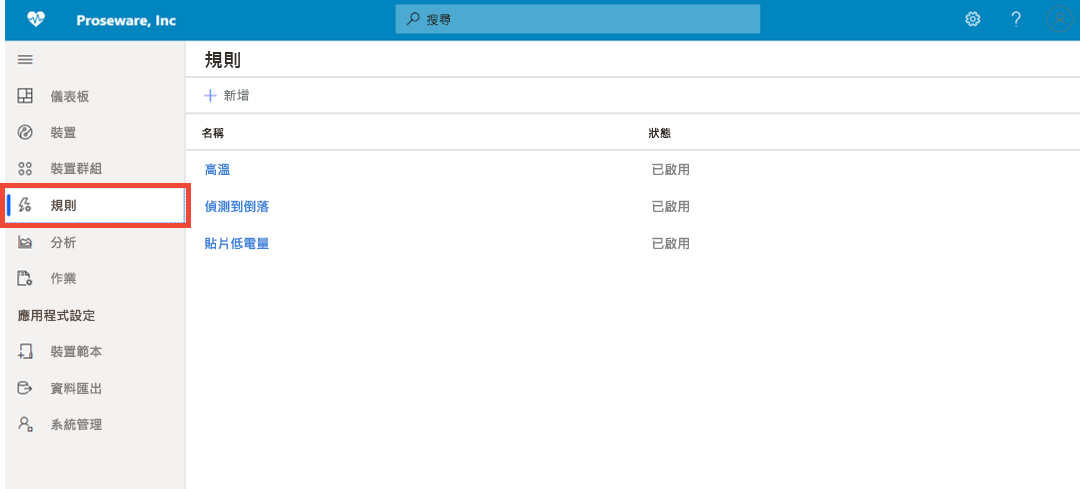 Proseware, Inc
搜尋
?
儀表板
裝置
裝置群組
規則
分析
作業
應用程式設定
裝置範本
資料匯出
系統管理
規則
+ 新增
名稱 狀態
高溫 已啟用
偵測到倒落 已啟用
貼片低電量 已啟用